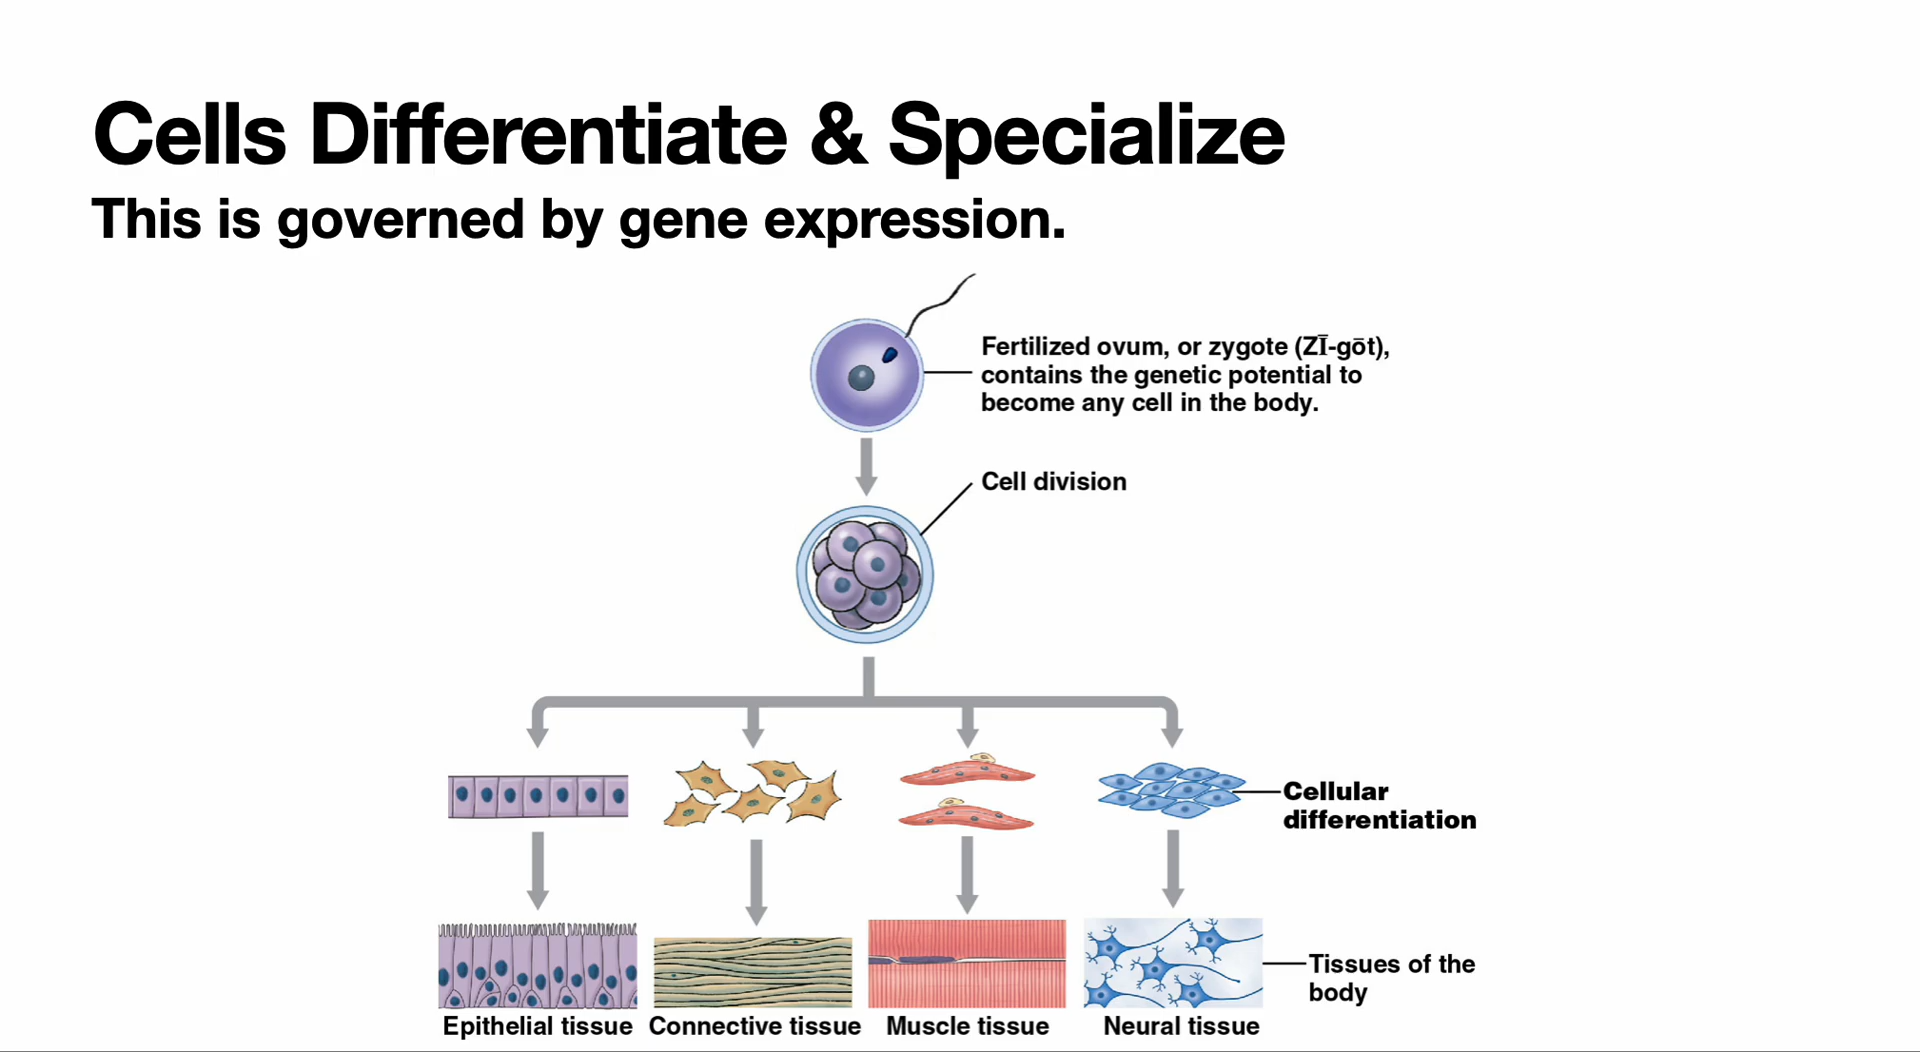 Cells Differentiate & Specialize
This is governed by gene expression.
Fertilized ovum, or zygote (ZĪ-gōt),
contains the genetic potential to
become any cell in the body.
Cell division
Cellular
differentiation
Tissues of the
body
Epithelial tissue
Connective tissue
Muscle tissue
Neural tissue